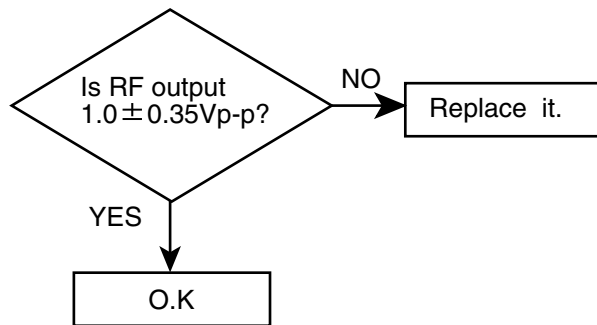 Is RF output
1.0±0.35Vp-p?
NO
Replace it.
YES
O.K